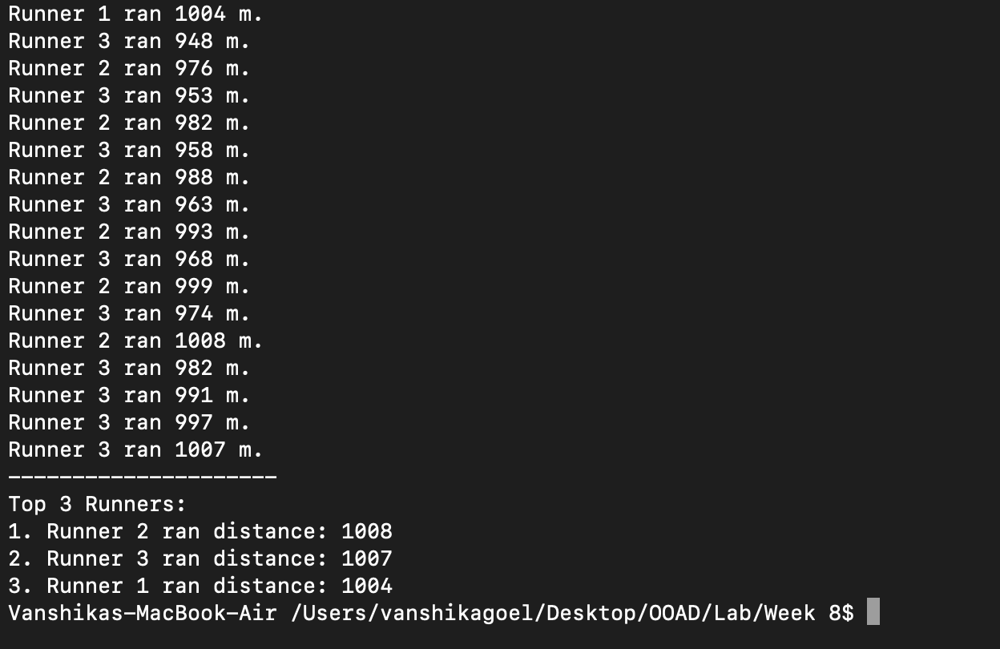 Runner 1 ran 1004 m.
Runner 3 ran 948 m.
Runner 2 ran 976 m.
Runner 3 ran 953 m.
Runner 2 ran 982 m.
Runner 3 ran 958 m.
Runner 2 ran 988 m.
Runner 3 ran 963 m.
Runner 2 ran 993 m.
Runner 3 ran 968 m.
Runner 2 ran 999 m.
Runner 3 ran 974 m.
Runner 2 ran 1008 m.
Runner 3 ran 982 m.
Runner 3 ran 991 m.
Runner 3 ran 997 m.
Runner 3 ran 1007 m.
---------------------
Top 3 Runners:
1. Runner 2 ran distance: 1008
2. Runner 3 ran distance: 1007
3. Runner 1 ran distance: 1004
Vanshikas-MacBook-Air /Users/vanshikagoel/Desktop/OOAD/Lab/Week 8$